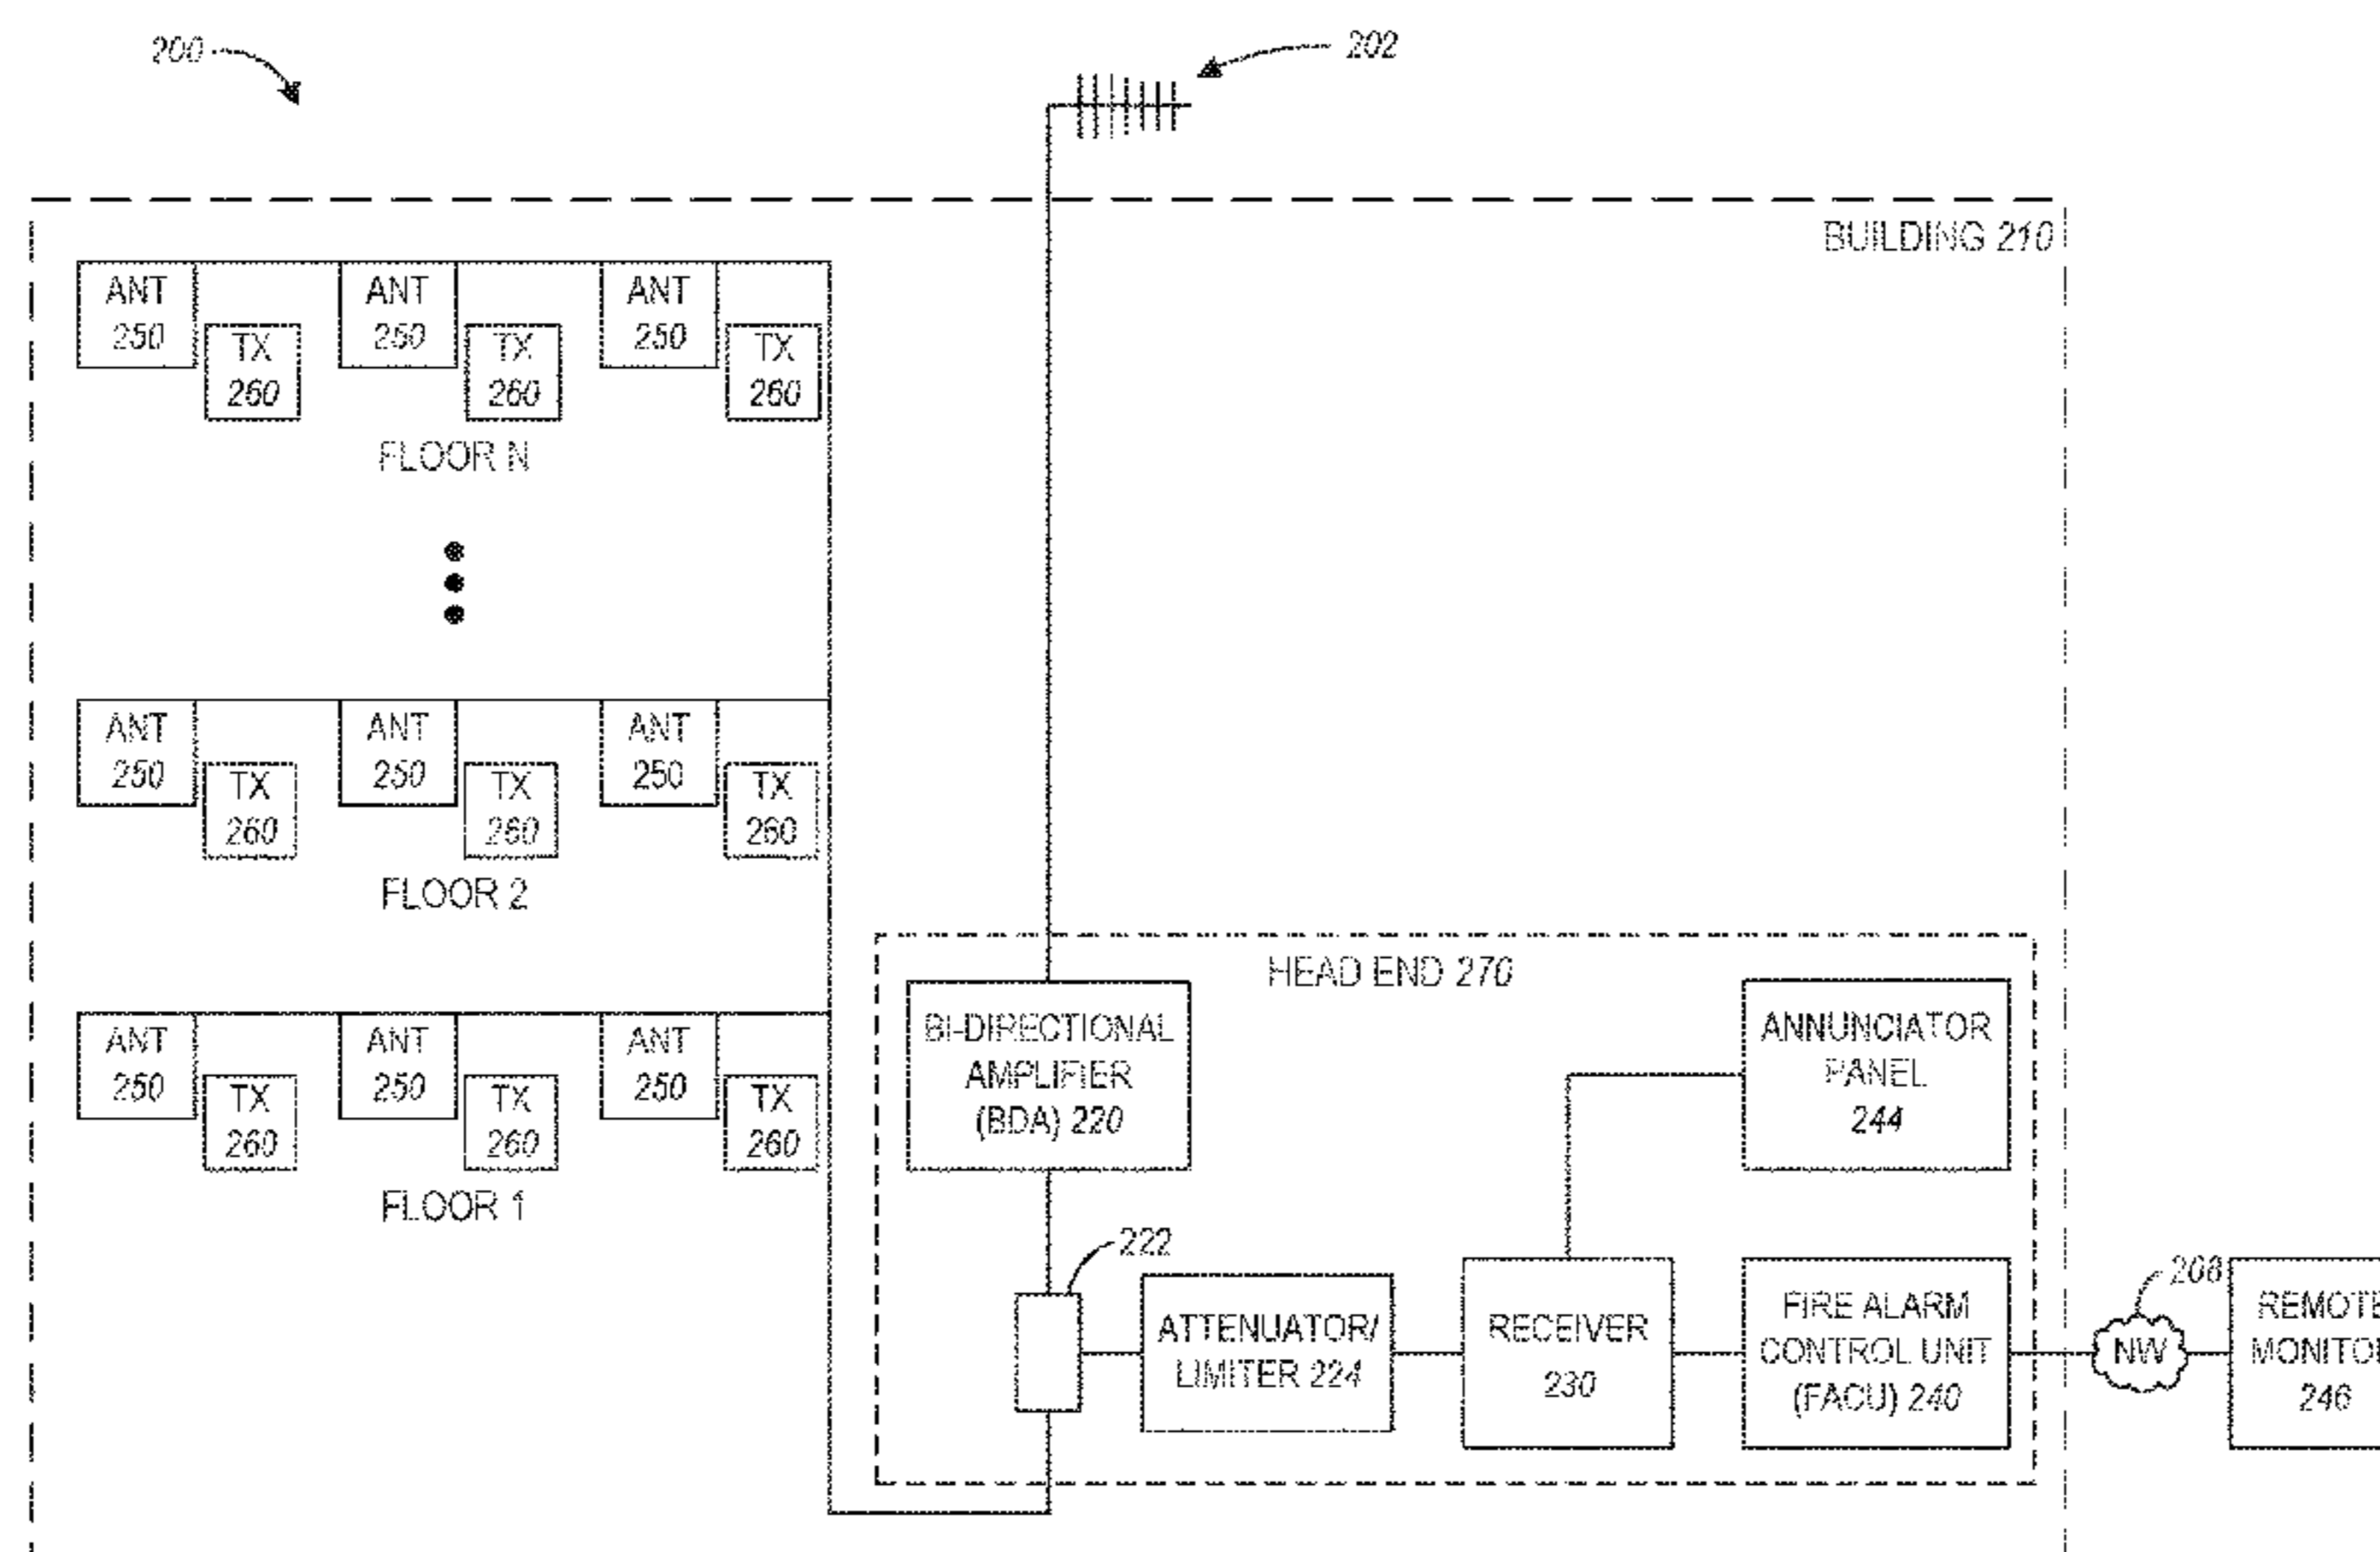 200
202
BUILDING 210
ANT
250
ANT
250
ANT
250
TX
260
TX
260
TX
260
FLOOR N
ANT
250
ANT
250
ANT
250
TX
260
TX
260
TX
260
FLOOR 2
ANT
250
ANT
250
ANT
250
TX
260
TX
260
TX
260
FLOOR 1
HEAD END 270
BI-DIRECTIONAL
AMPLIFIER
(BDA) 220
ANNUNCIATOR
PANEL
244
222
ATTENUATOR/
LIMITER 224
RECEIVER
230
FIRE ALARM
CONTROL UNIT
(FACU) 240
NW
REMOTE
MONITOR
246